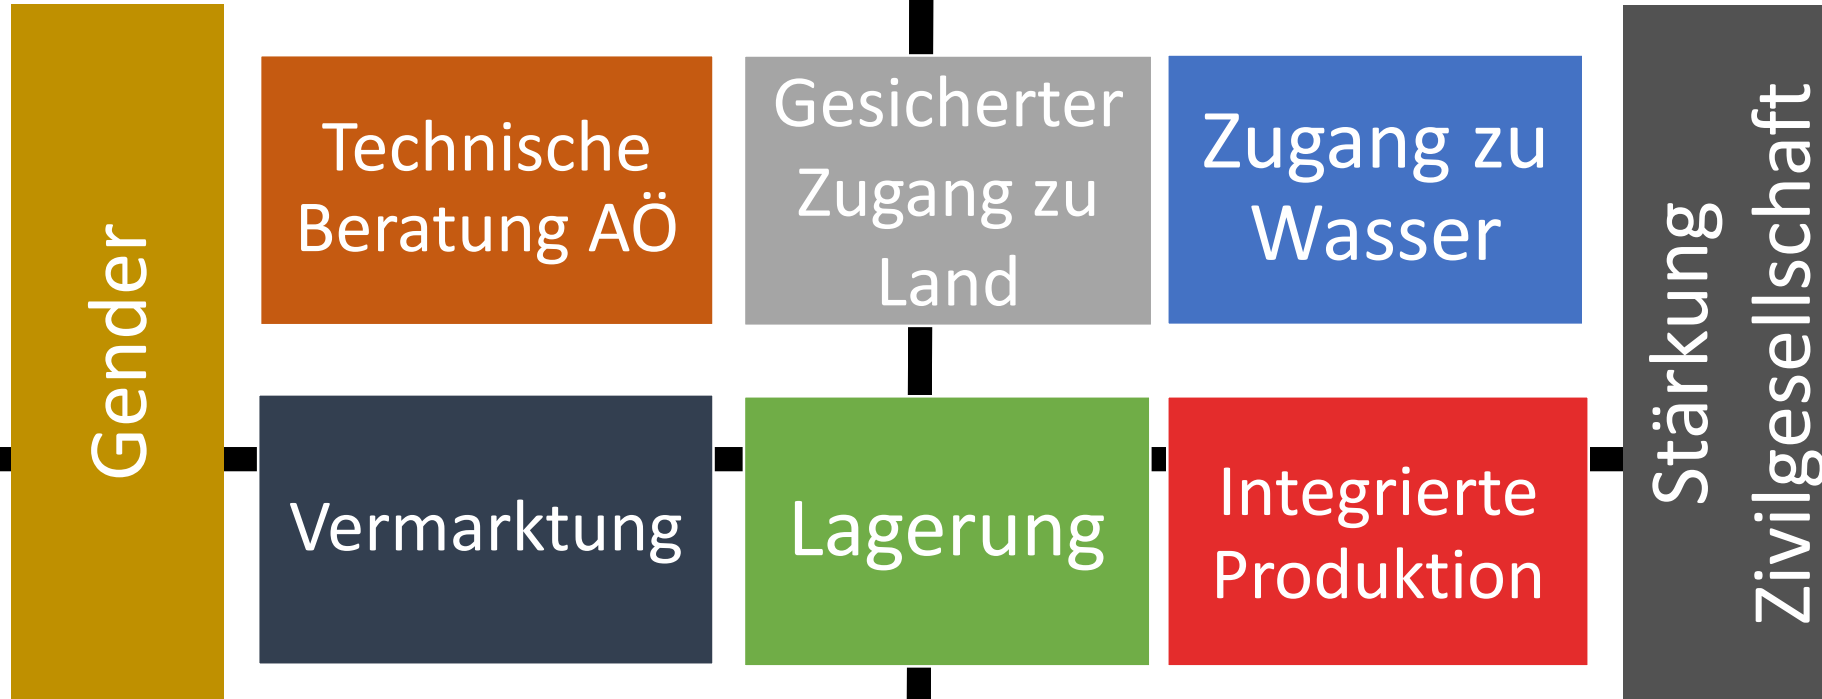 Gender
Technische
Beratung AÖ
Gesicherter
Zugang zu
Land
Zugang zu
Wasser
Vermarktung
Lagerung
Integrierte
Produktion
Stärkung
Zivilgesellschaft